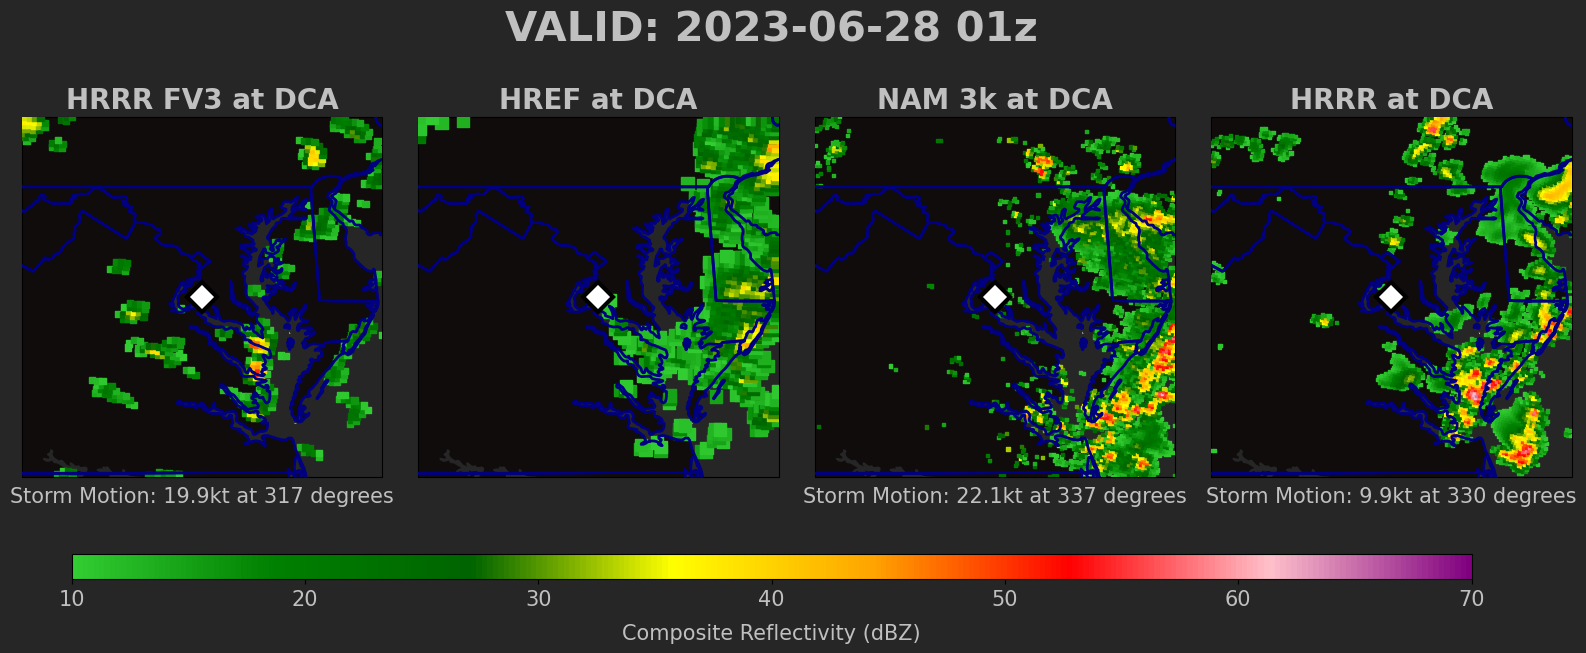 VALID: 2023-06-28 01z
HRRR FV3 at DCA
HREF at DCA
NAM 3k at DCA
HRRR at DCA
Storm Motion: 19.9kt at 317 degrees
Storm Motion: 22.1kt at 337 degrees
Storm Motion: 9.9kt at 330 degrees
10 20 30 40 50 60 70
Composite Reflectivity (dBZ)